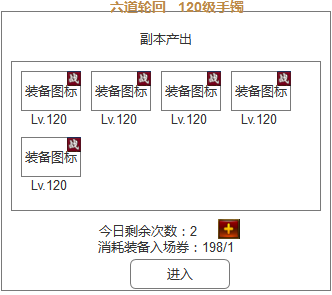 六道轮回 120级手镯
副本产出
战 战 战 战
装备图标 装备图标 装备图标 装备图标
Lv.120 Lv.120 Lv.120 Lv.120
战
装备图标
Lv.120
今日剩余次数：2
消耗装备入场券：198/1
进入